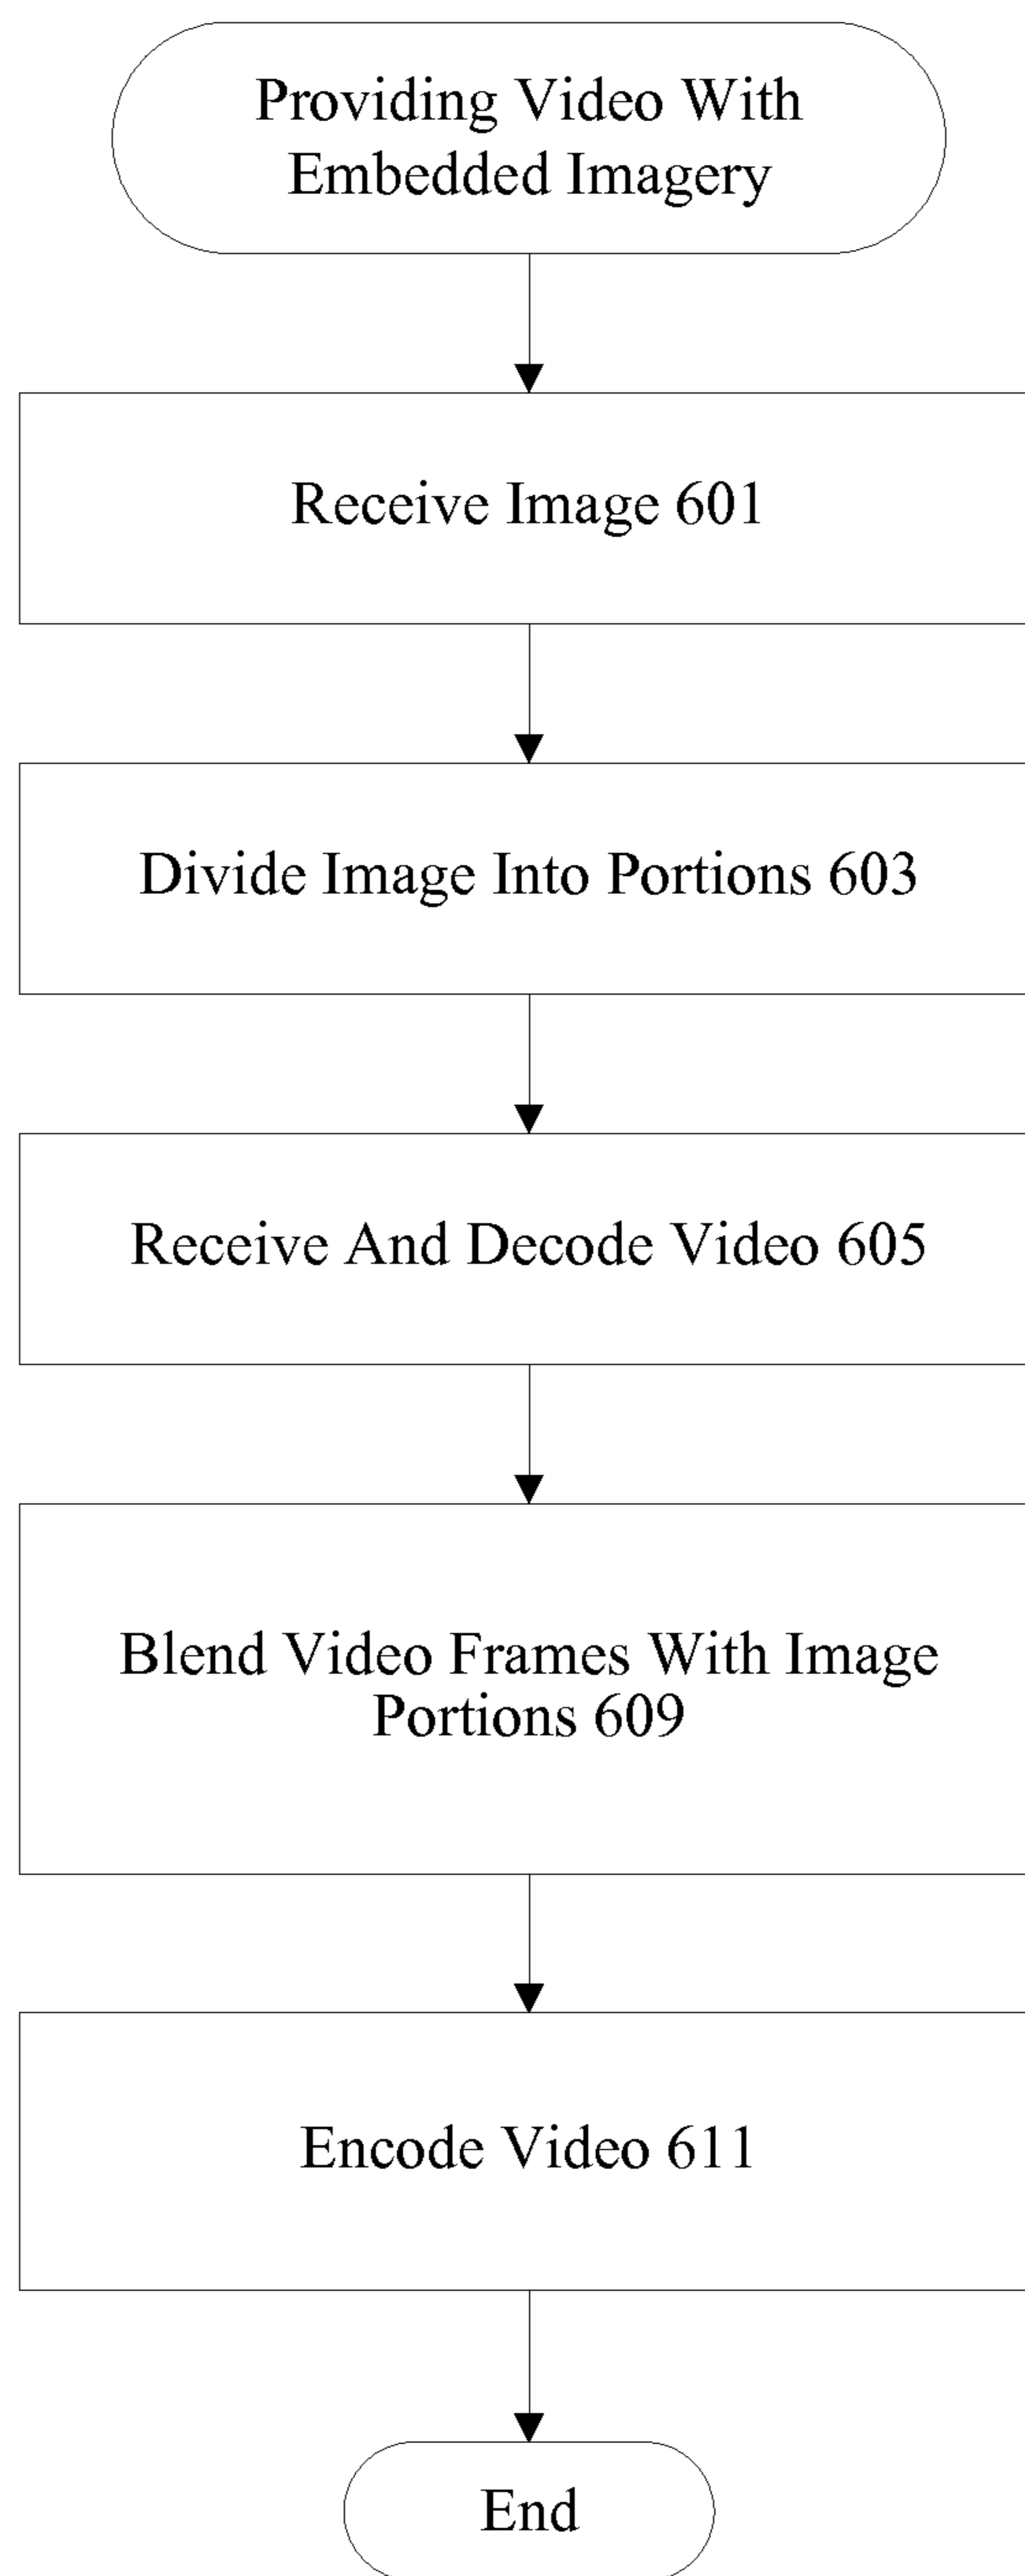 Providing Video With
Embedded Imagery
Receive Image 601
Divide Image Into Portions 603
Receive And Decode Video 605
Blend Video Frames With Image
Portions 609
Encode Video 611
End